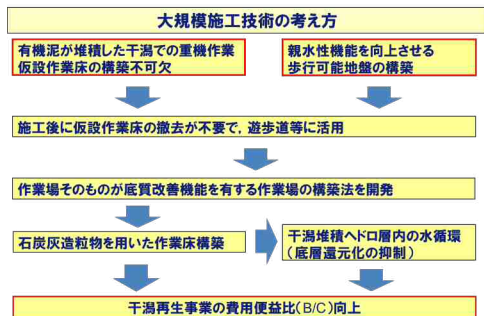 大規模施工技術の考え方
有機泥が堆積した干潟での重機作業
仮設作業床の構築不可欠
親水性機能を向上させる
歩行可能地盤の構築
施工後に仮設作業床の撤去が不要で，遊歩道等に活用
作業場そのものが底質改善機能を有する作業場の構築法を開発
石炭灰造粒物を用いた作業床構築
干潟堆積ヘドロ層内の水循環
（底層還元化の抑制）
干潟再生事業の費用便益比（B/C）向上